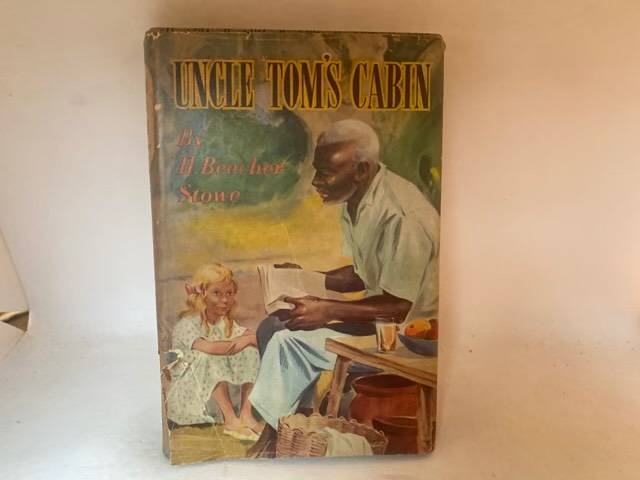 UNCLE TOM'S CABIN
By
H. Beecher
Stowe